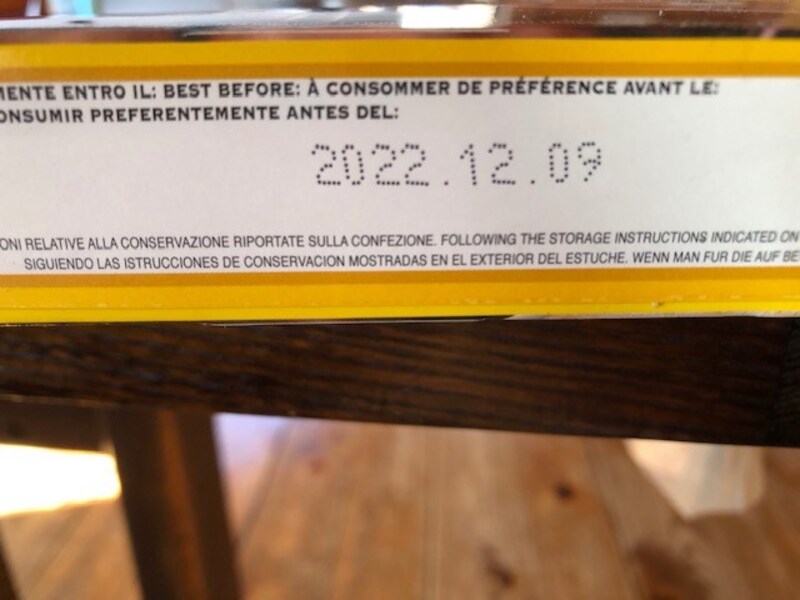 MENTE ENTRO IL: BEST BEFORE: À CONSOMMER DE PRÉFÉRENCE AVANT LE:
ONSUMIR PREFERENTEMENTE ANTES DEL:
2022.12.09
ONI RELATIVE ALLA CONSERVAZIONE RIPORTATE SULLA CONFEZIONE. FOLLOWING THE STORAGE INSTRUCTIONS INDICATED ON
SIGUIENDO LAS ISTRUCCIONES DE CONSERVACION MOSTRADAS EN EL EXTERIOR DEL ESTUCHE. WENN MAN FUR DIE AUF BE